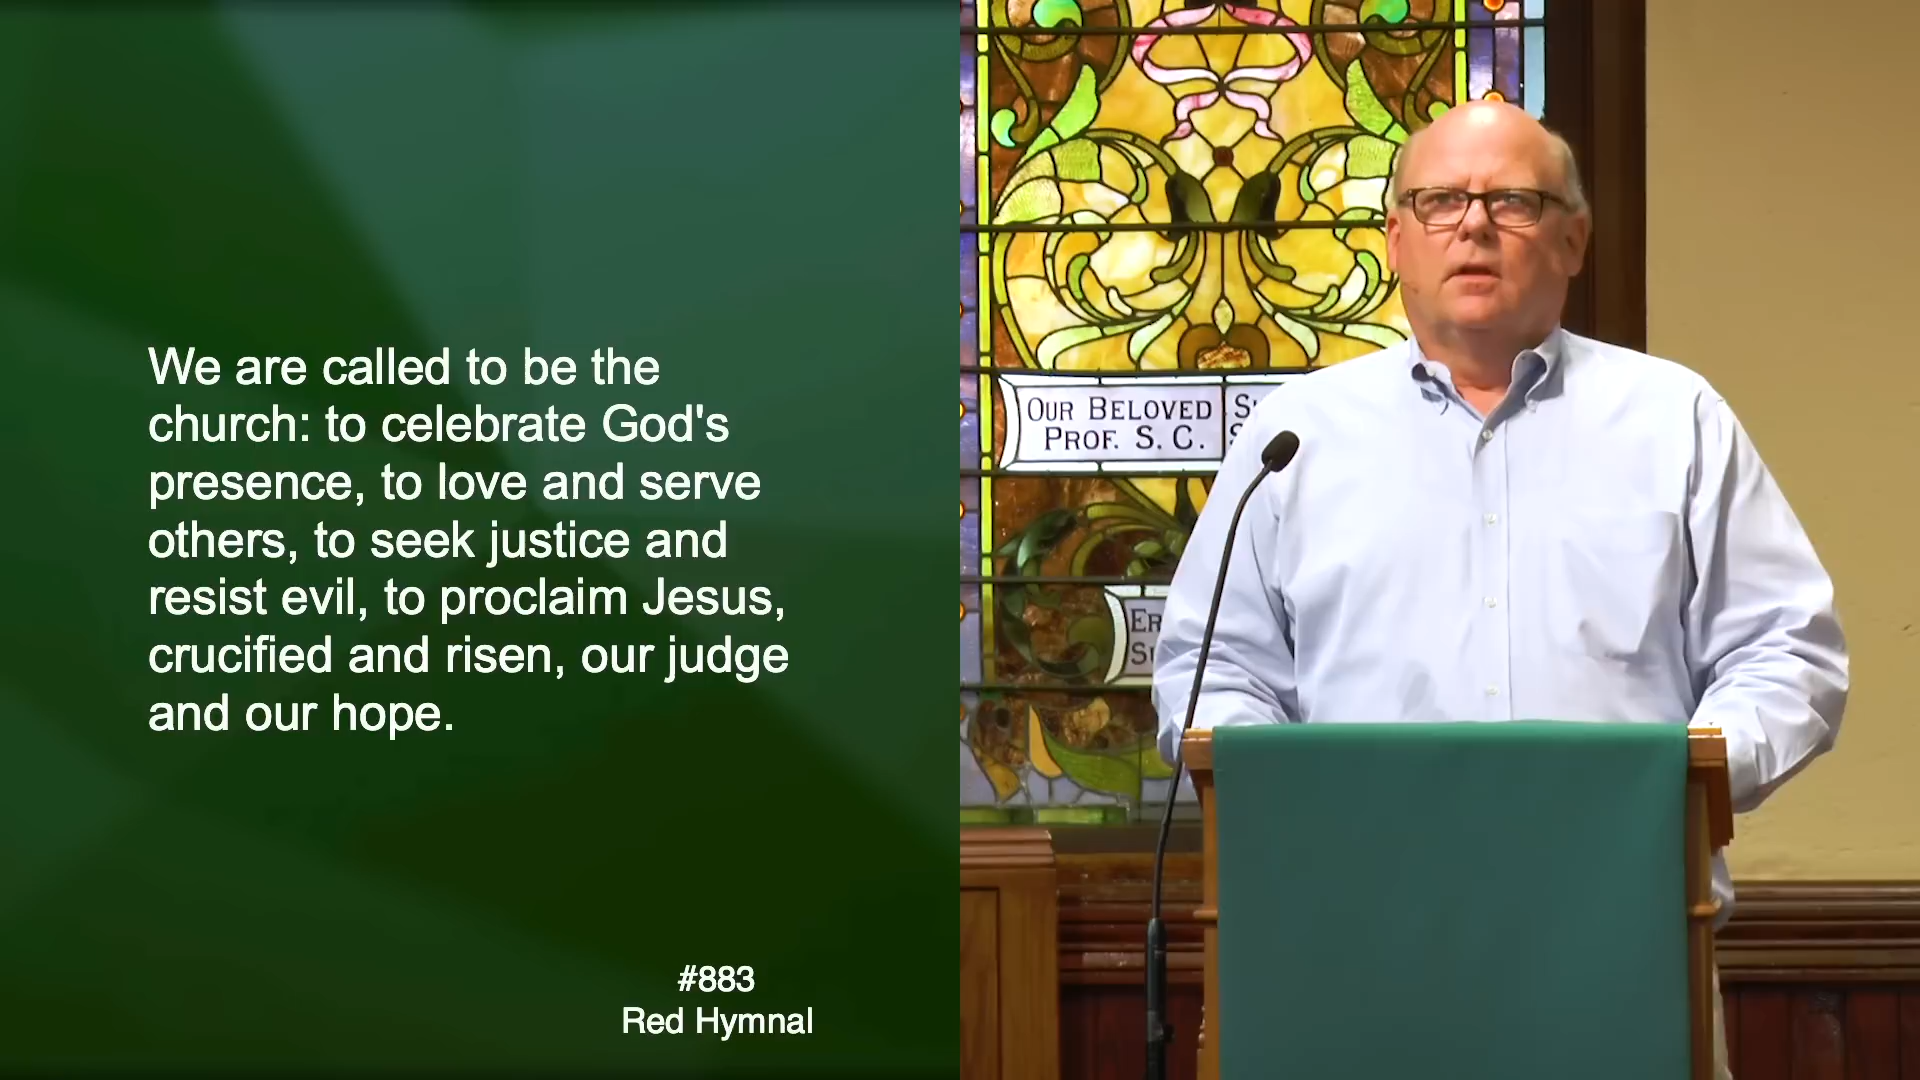 We are called to be the
church: to celebrate God's
presence, to love and serve
others, to seek justice and
resist evil, to proclaim Jesus,
crucified and risen, our judge
and our hope.
#883
Red Hymnal
OUR BELOVED
PROF. S. C.